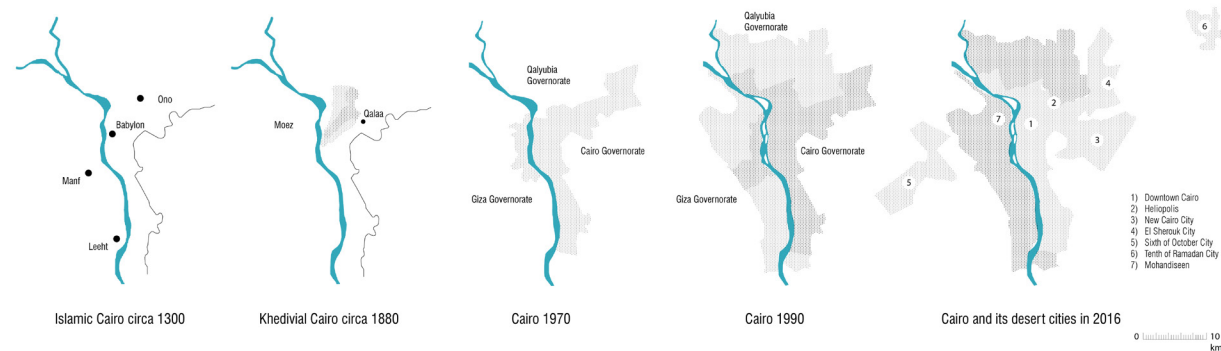 Ono
Babylon
Manf
Leeht
Islamic Cairo circa 1300
Moez
Qalaa
Khedivial Cairo circa 1880
Qalyubia
Governorate
Cairo Governorate
Giza Governorate
Cairo 1970
Qalyubia
Governorate
Cairo Governorate
Giza Governorate
Cairo 1990
6
4
2
7
1
3
5
1) Downtown Cairo
2) Heliopolis
3) New Cairo City
4) El Sherouk City
5) Sixth of October City
6) Tenth of Ramadan City
7) Mohandiseen
Cairo and its desert cities in 2016
0 10
km